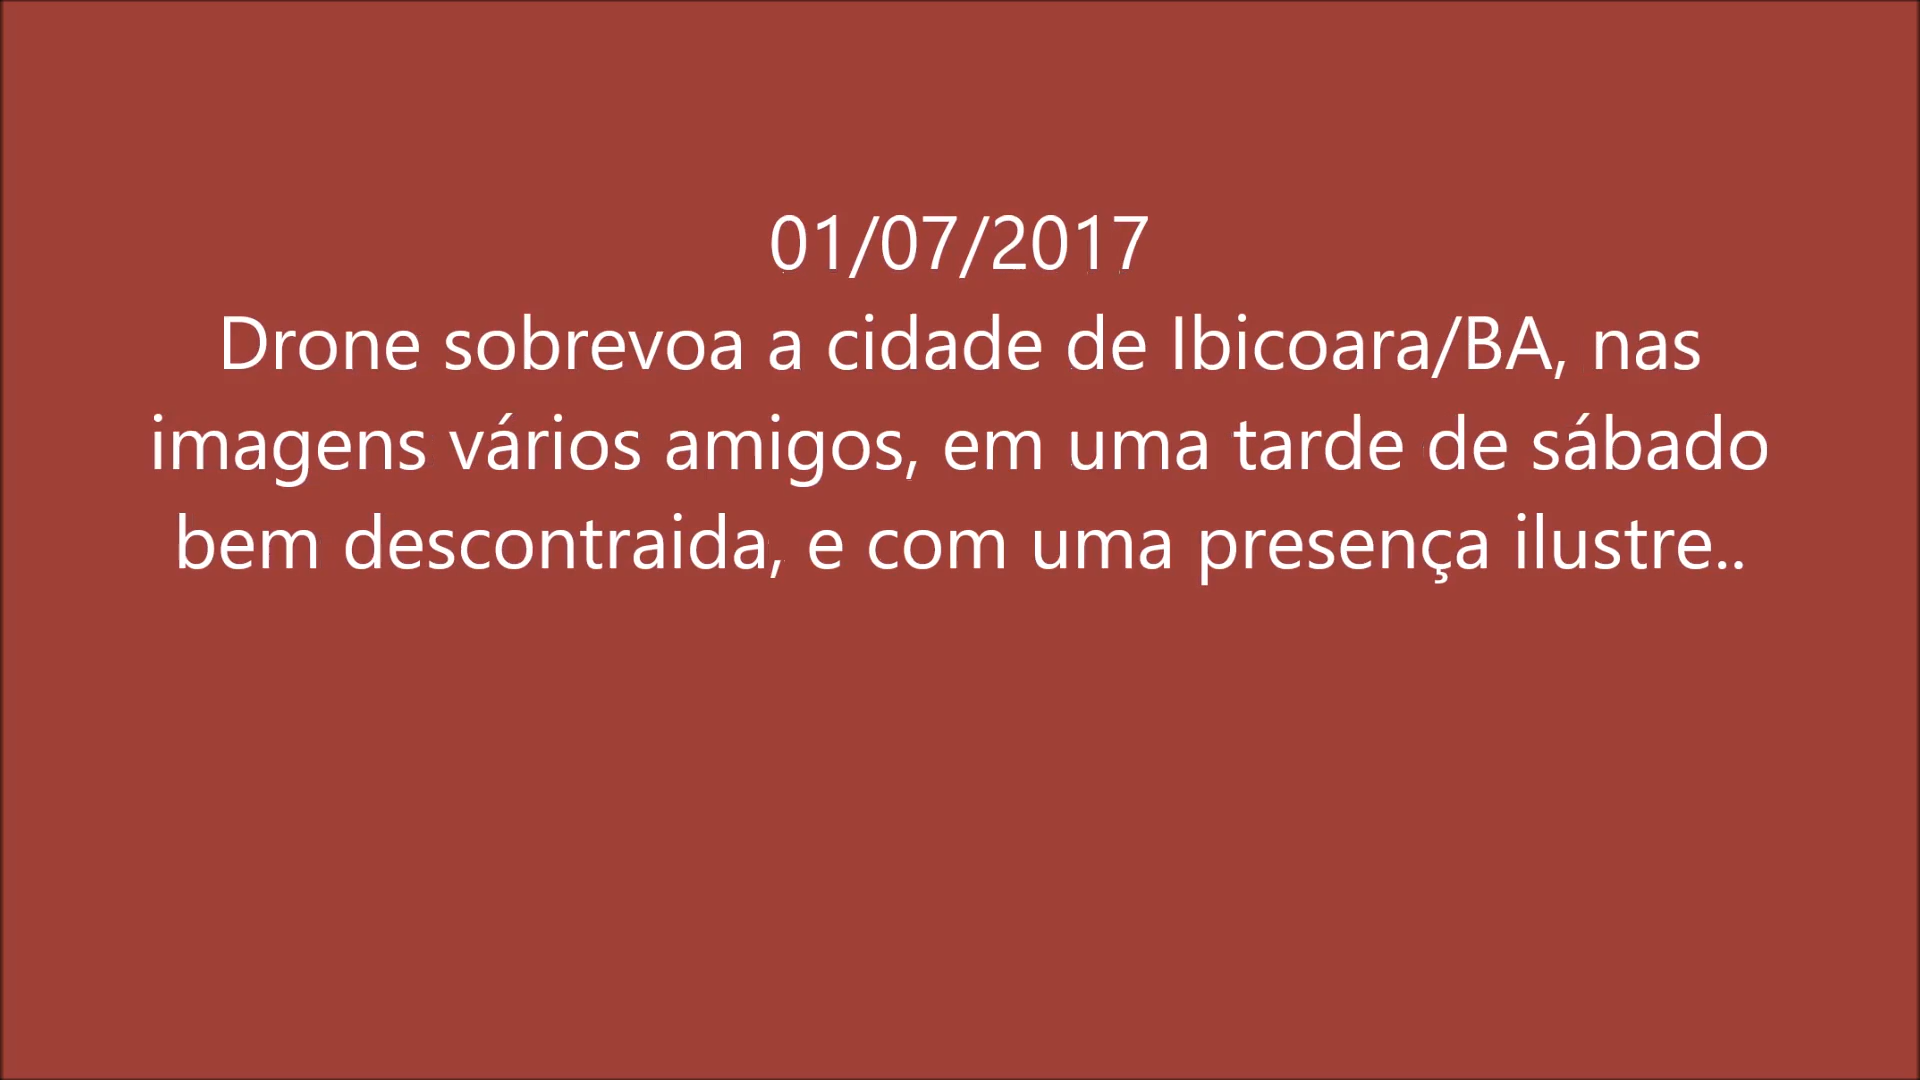 01/07/2017
Drone sobrevoa a cidade de Ibicoara/BA, nas
imagens vários amigos, em uma tarde de sábado
bem descontraida, e com uma presença ilustre..